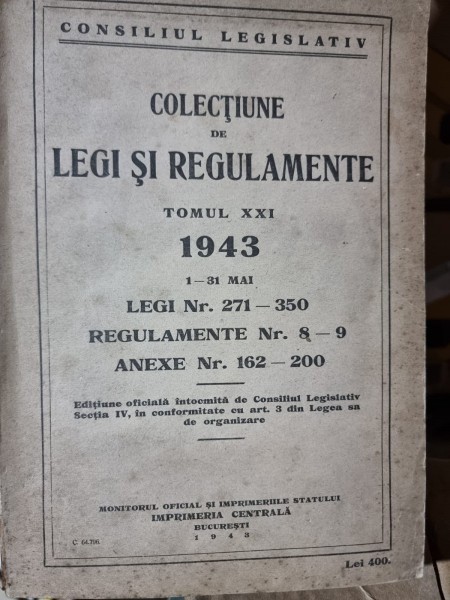 CONSILIUL LEGISLATIV
COLECŢIUNE
DE
LEGI ŞI REGULAMENTE
TOMUL XXI
1943
1—31 MAI
LEGI Nr. 271—350
REGULAMENTE Nr. 8—9
ANEXE Nr. 162—200
Ediţiune oficială întocmită de Consiliul Legislativ
Secţia IV, în conformitate cu art. 3 din Legea sa
de organizare
MONITORUL OFICIAL ŞI IMPRIMERIILE STATULUI
IMPRIMERIA CENTRALĂ
BUCUREŞTI
1943
Lei 400.